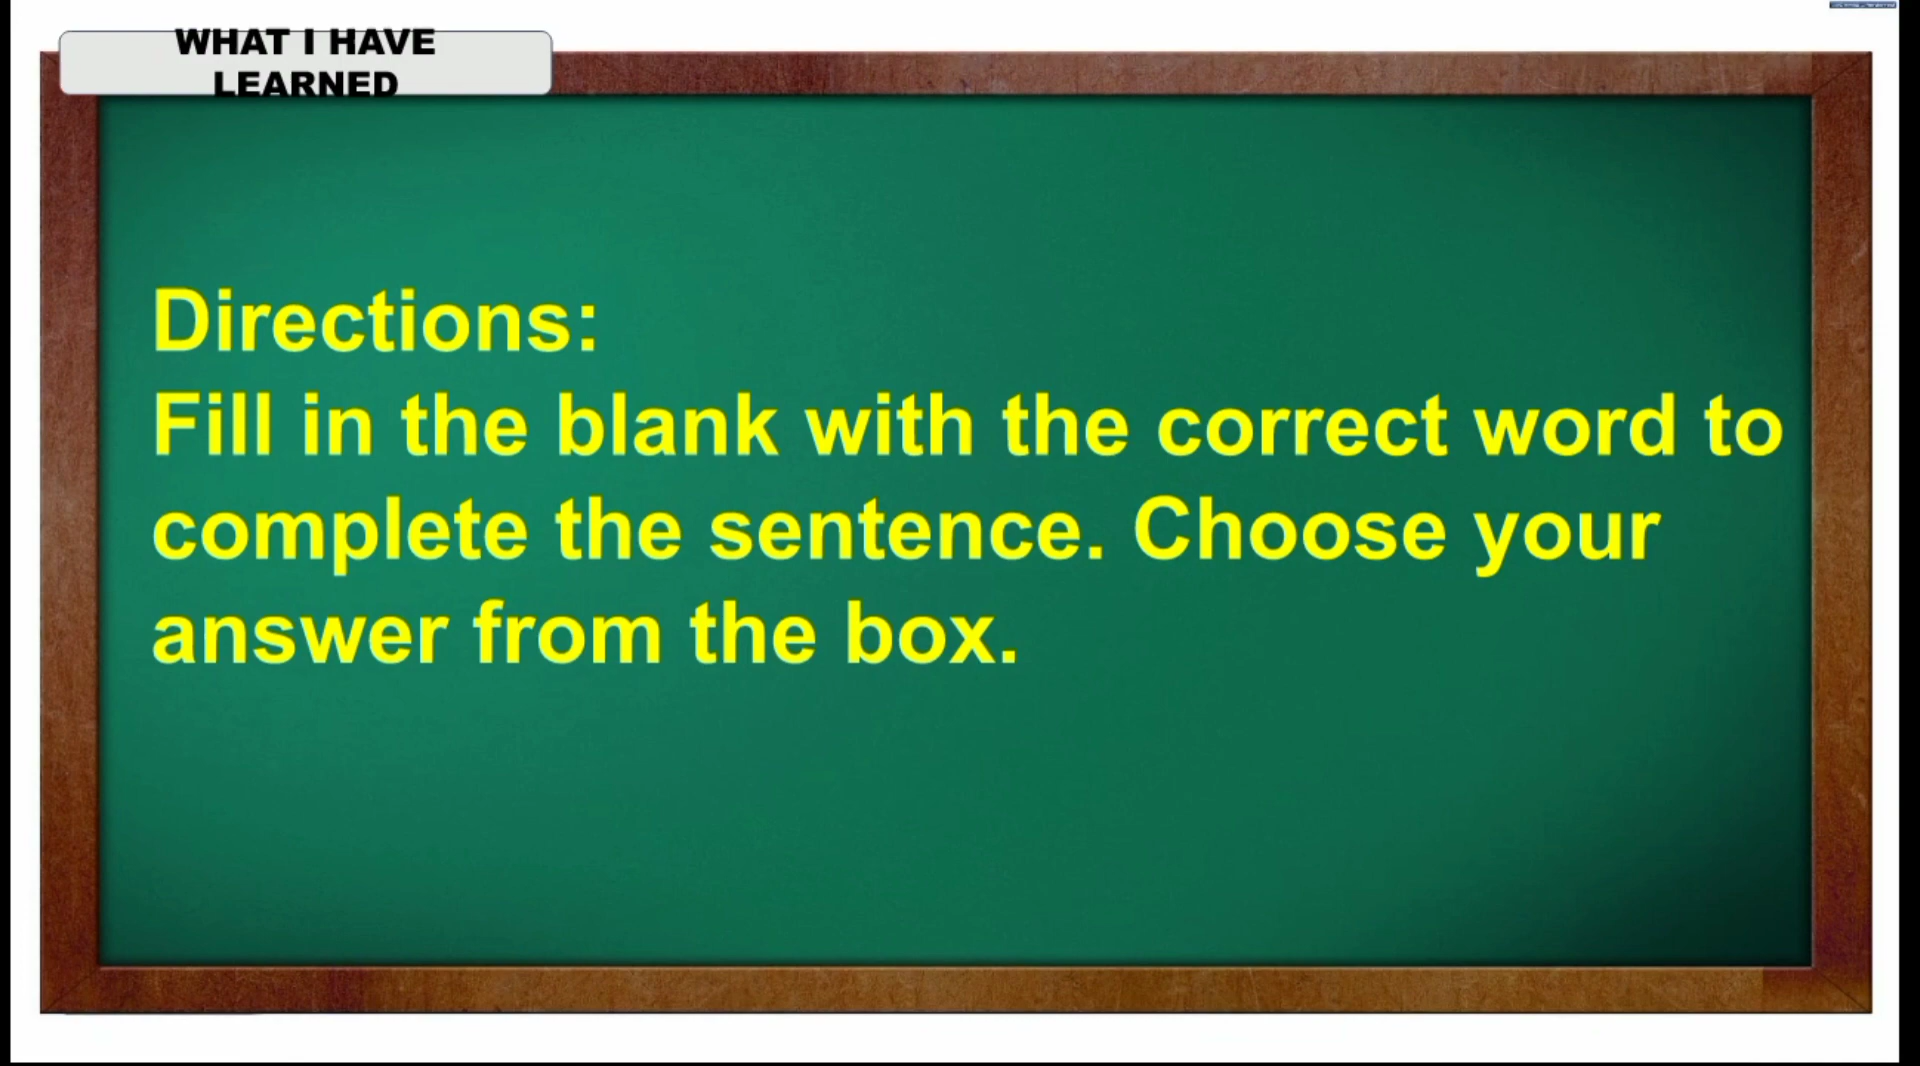 WHAT I HAVE
LEARNED
Directions:
Fill in the blank with the correct word to
complete the sentence. Choose your
answer from the box.